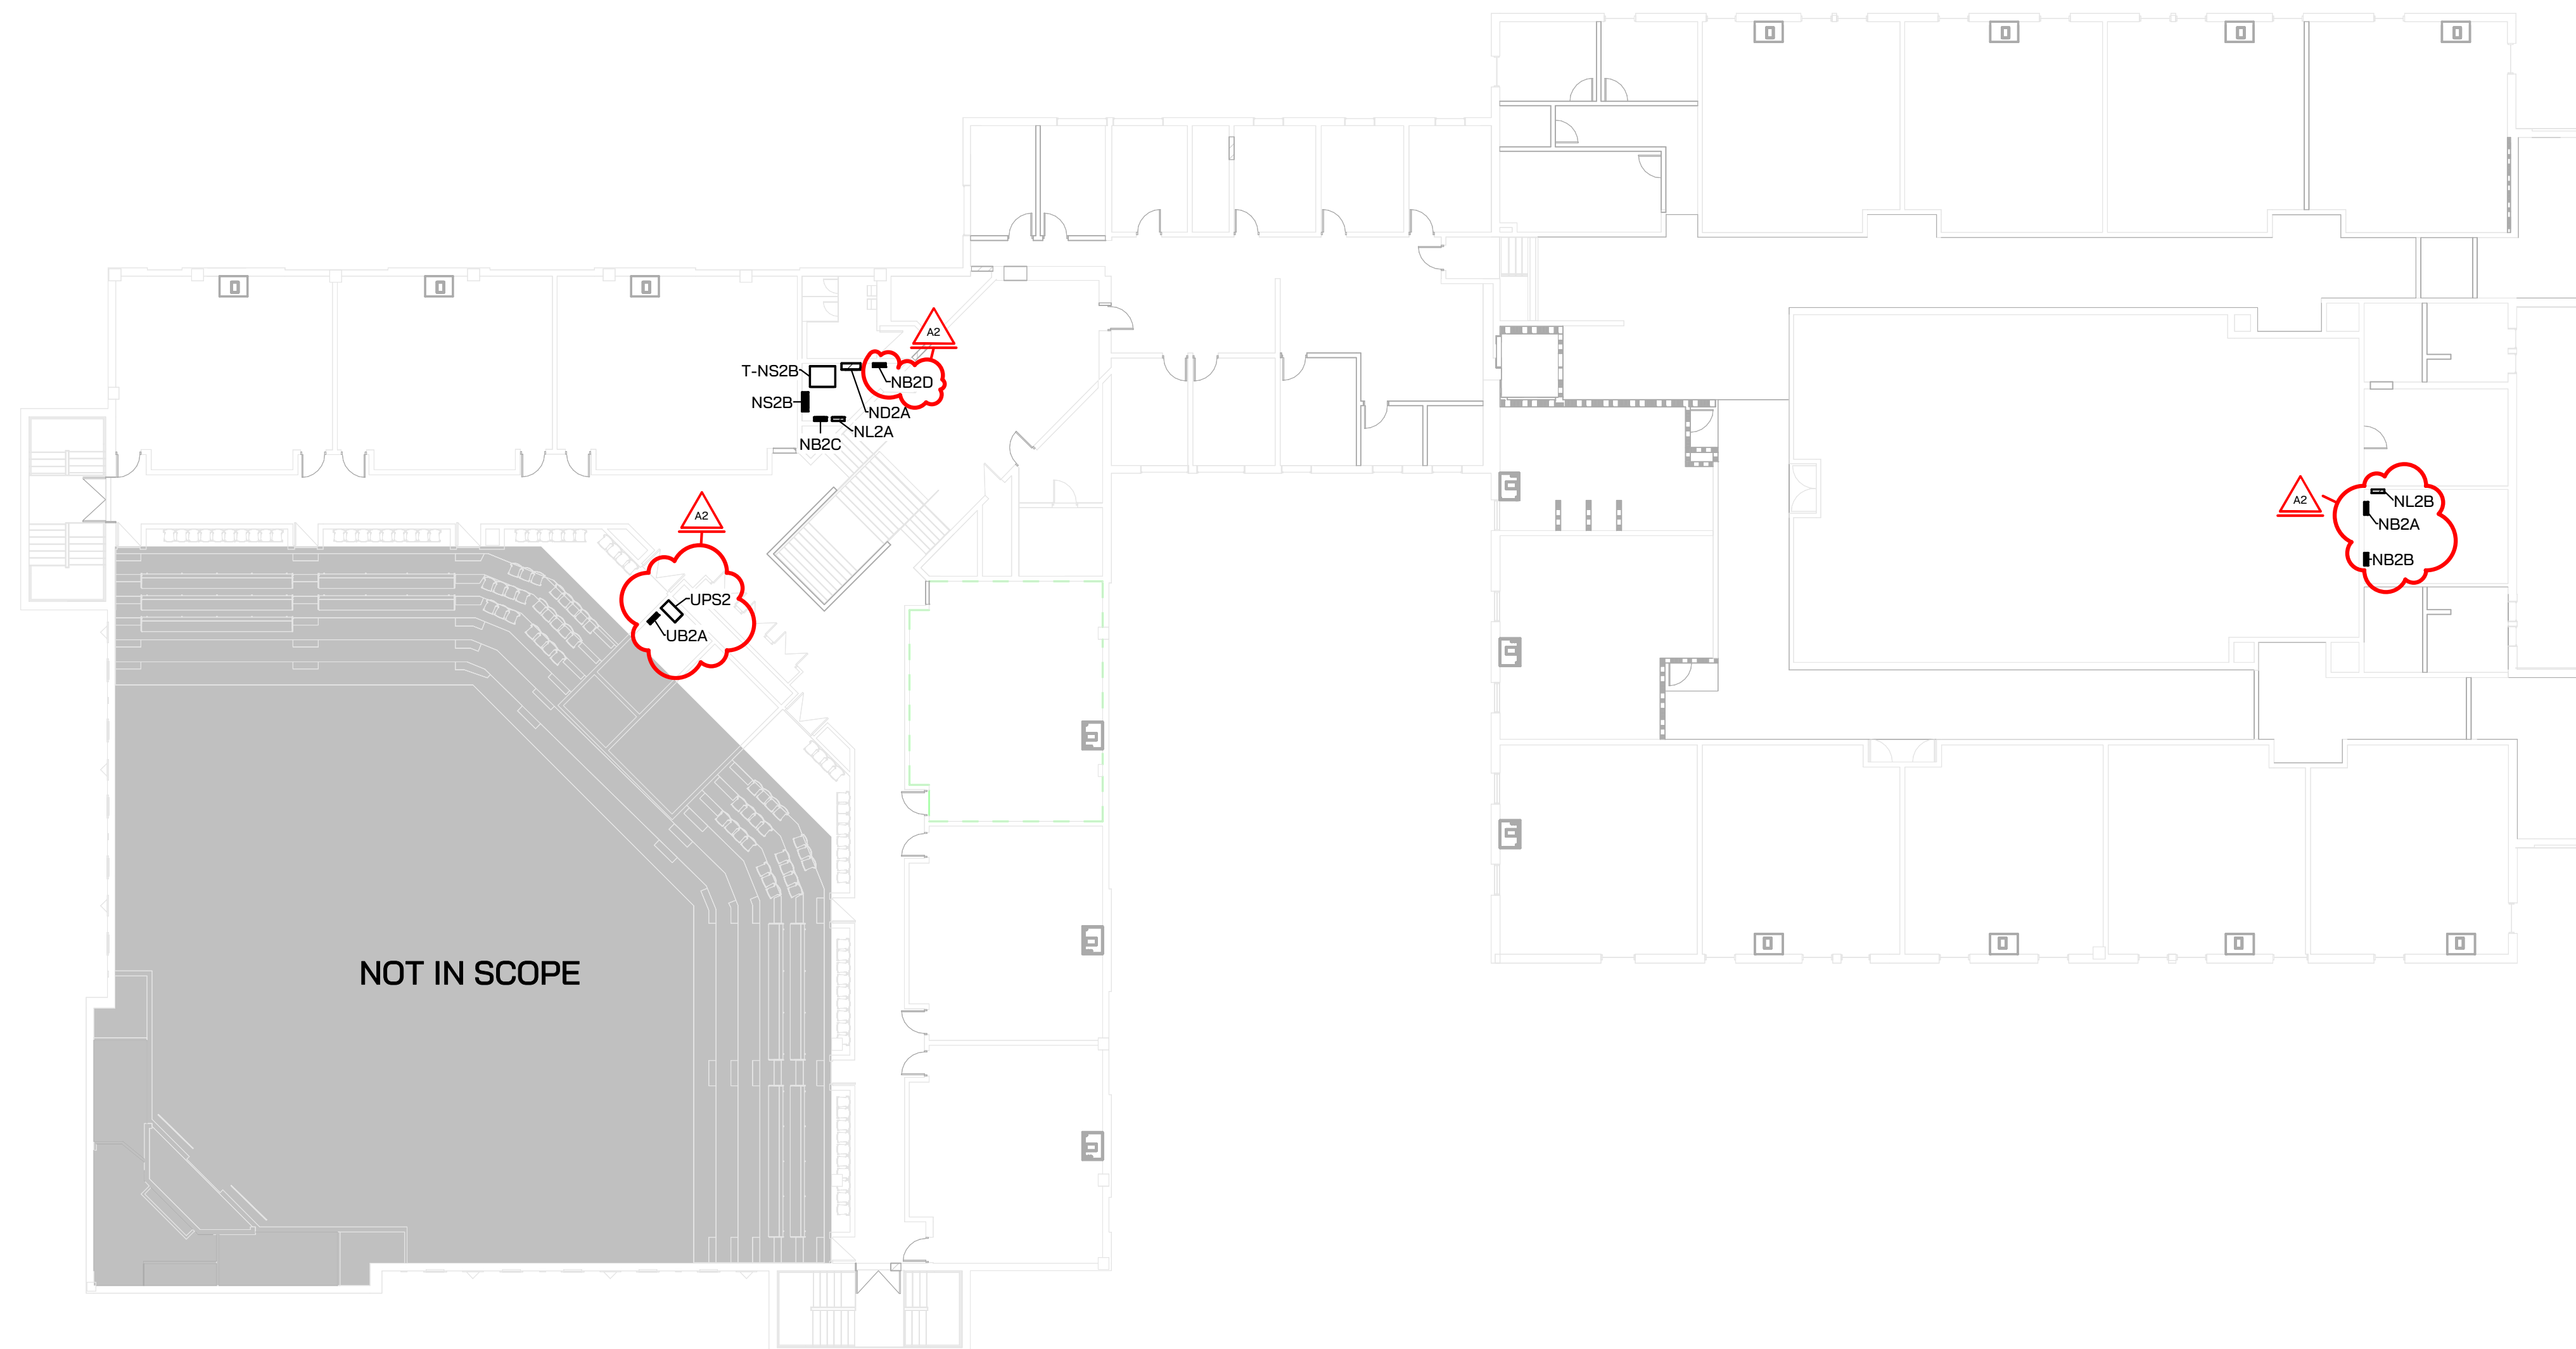 A2
T-NS2B
NB2D
NS2B
ND2A
NL2A
NB2C
A2
UPS2
UB2A
A2
NL2B
NB2A
NB2B
NOT IN SCOPE